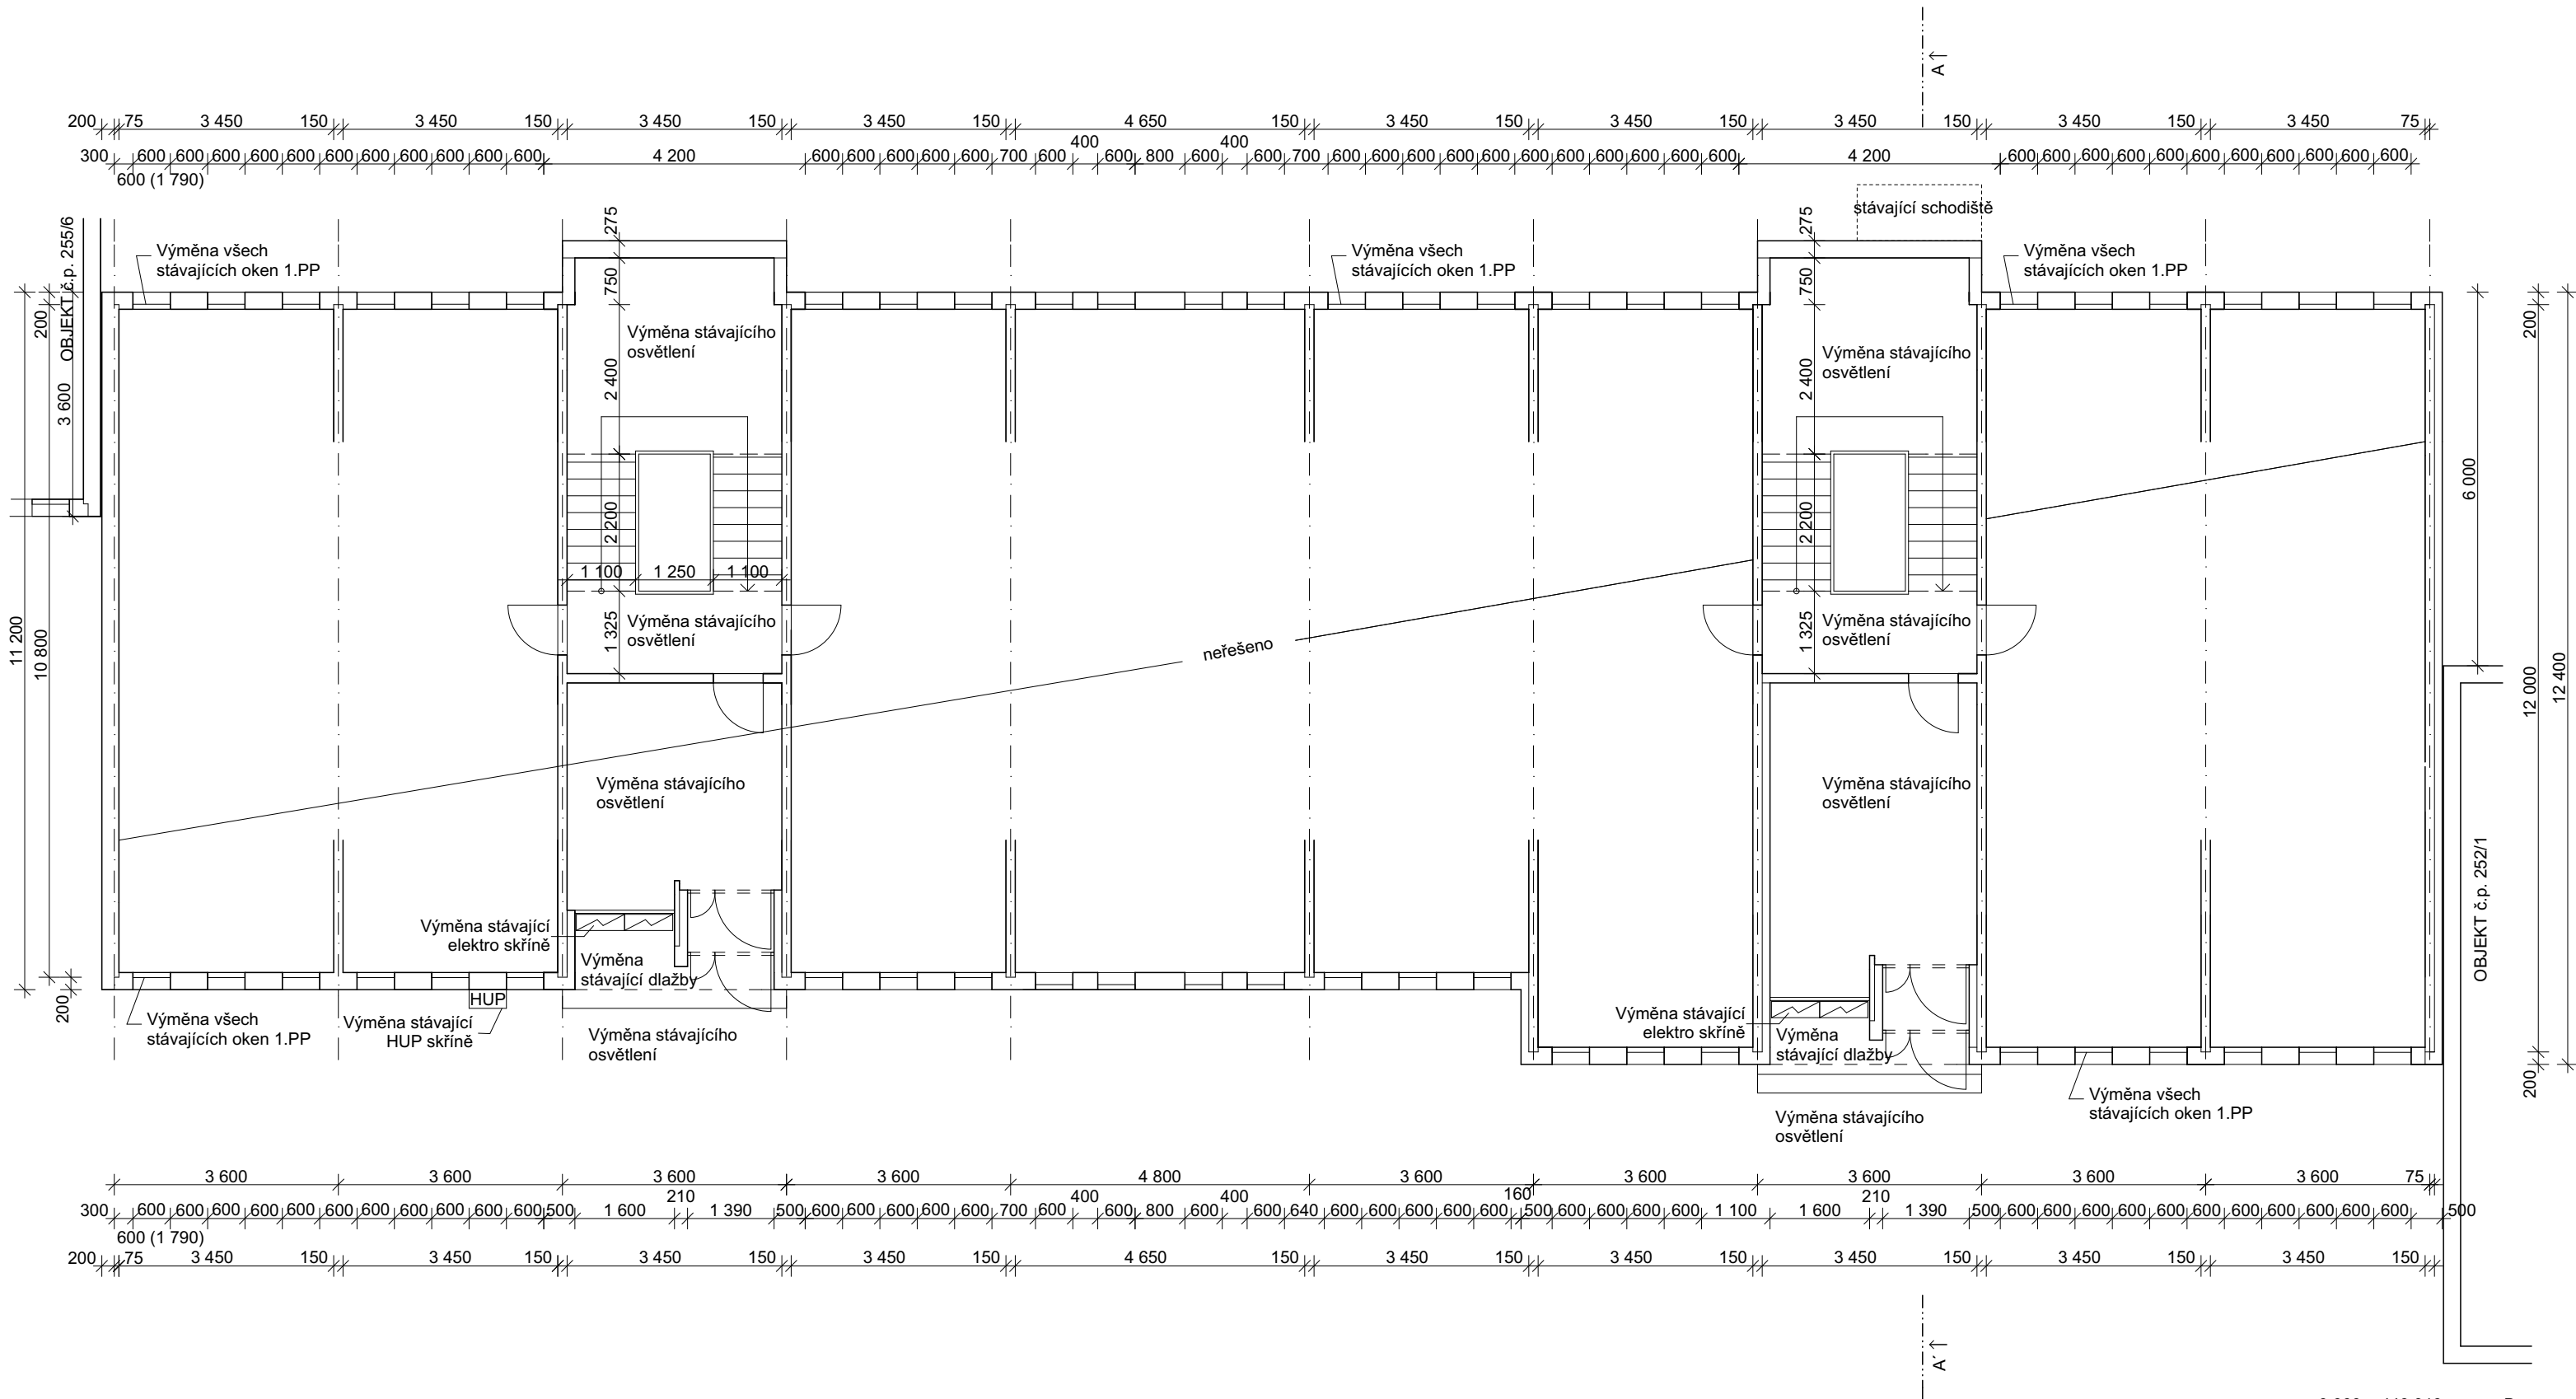 A
200 75 3 450 150 3 450 150 3 450 150 3 450 150 4 650 150 3 450 150 3 450 150 3 450 150 3 450 150 3 450 75
400 400
300 600 600 600 600 600 600 600 600 600 600 600 4 200 600 600 600 600 600 700 600 600 800 600 600 700 600 600 600 600 600 600 600 600 600 600 600 4 200 600 600 600 600 600 600 600 600 600 600 600
600 (1 790)
275
275
stávající schodiště
OBJEKT č.p. 255/6
Výměna všech
stávajících oken 1.PP
Výměna všech
stávajících oken 1.PP
Výměna všech
stávajících oken 1.PP
750
750
200
200
Výměna stávajícího
osvětlení
Výměna stávajícího
osvětlení
3 600
2 400
2 400
6 000
2 200
2 200
1 100 1 250 1 100
11 200
10 800
1 325
Výměna stávajícího
osvětlení
neřešeno
1 325
Výměna stávajícího
osvětlení
12 000
12 400
Výměna stávajícího
osvětlení
Výměna stávajícího
osvětlení
OBJEKT č.p. 252/1
Výměna stávající
elektro skříně
Výměna
stávající dlažby
200
HUP
Výměna všech
stávajících oken 1.PP
Výměna stávající
HUP skříně
Výměna stávajícího
osvětlení
Výměna stávající
elektro skříně
Výměna
stávající dlažby
200
Výměna všech
stávajících oken 1.PP
Výměna stávajícího
osvětlení
3 600 3 600 3 600 3 600 4 800 3 600 3 600 3 600 3 600 3 600 75
210 400 400 160 210
300 600 600 600 600 600 600 600 600 600 600 600 500 1 600 1 390 500 600 600 600 600 600 700 600 600 800 600 600 640 600 600 600 600 600 500 600 600 600 600 1 100 1 600 1 390 500 600 600 600 600 600 600 600 600 600 600 600 500
600 (1 790)
200 75 3 450 150 3 450 150 3 450 150 3 450 150 4 650 150 3 450 150 3 450 150 3 450 150 3 450 150 3 450 150
A´